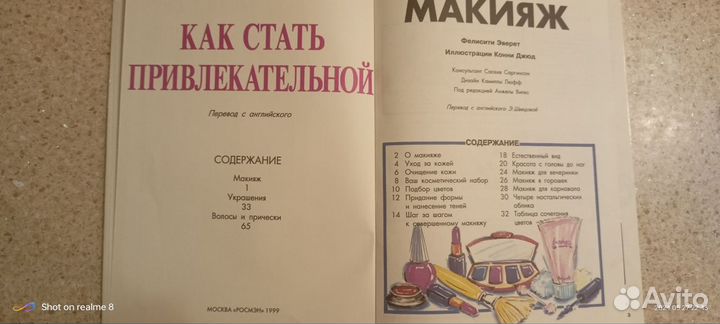 КАК СТАТЬ
ПРИВЛЕКАТЕЛЬНОЙ
Перевод с английского
СОДЕРЖАНИЕ
Макияж
1
Украшения
33
Волосы и прически
65
МОСКВА «РОСМЭН» 1999
МАКИЯЖ
Фелисити Эверет
Иллюстрации Конни Джюд
Консультант Саския Саргинсон
Дизайн Камиллы Люфф
Под редакцией Анжелы Вилкс
Перевод с английского Э.Швецовой
СОДЕРЖАНИЕ
2 О макияже
4 Уход за кожей
6 Очищение кожи
8 Ваш косметический набор
10 Подбор цветов
12 Придание формы
и нанесение теней
14 Шаг за шагом
к совершенному макияжу
18 Естественный вид
20 Красота с головы до ног
24 Макияж для вечеринки
26 Макияж в горошек
28 Макияж для карнавала
30 Четыре ностальгических
облика
32 Таблица сочетания
цветов
3
Shot on realme 8
Avito